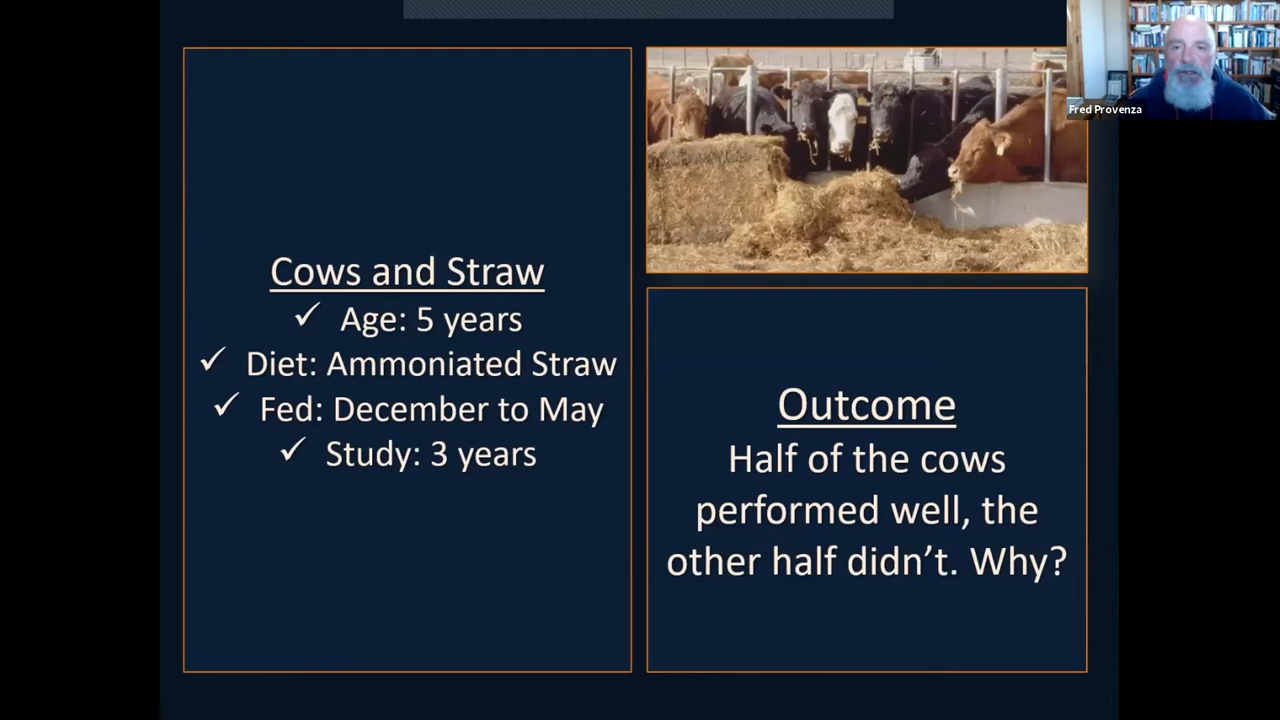 Fred Provenza
Cows and Straw
✓ Age: 5 years
✓ Diet: Ammoniated Straw
✓ Fed: December to May
✓ Study: 3 years
Outcome
Half of the cows
performed well, the
other half didn’t. Why?